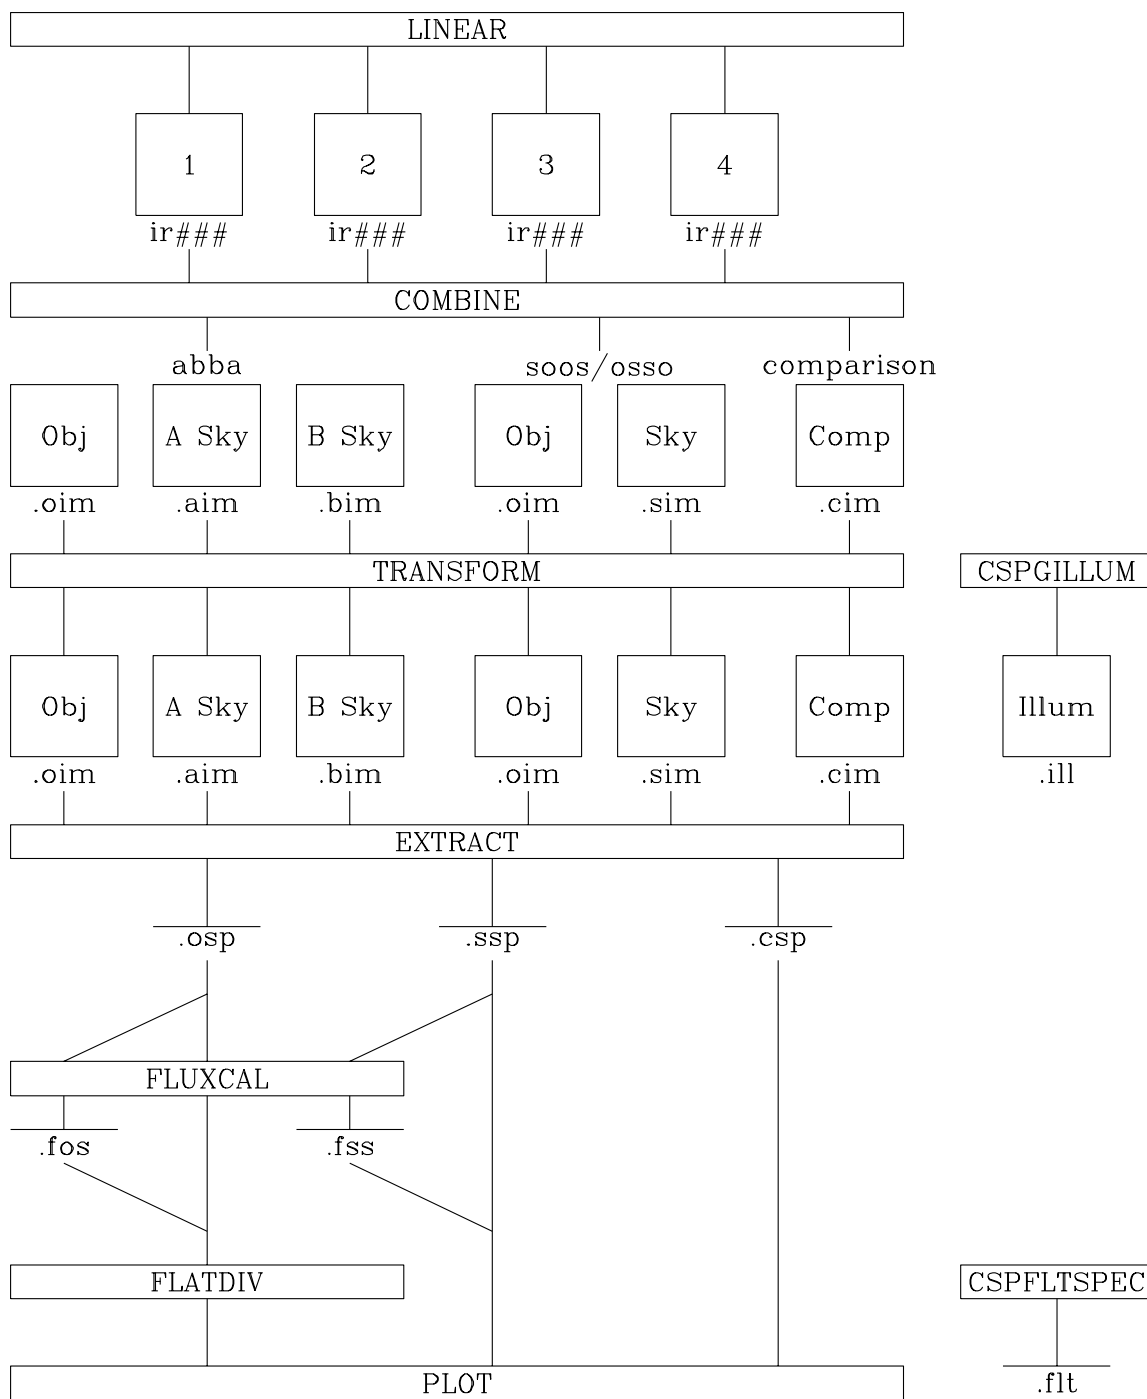 LINEAR
1 2 3 4
ir### ir### ir### ir###
COMBINE
abba soos/osso comparison
Obj A Sky B Sky Obj Sky Comp
.oim .aim .bim .oim .sim .cim
TRANSFORM CSPGILLUM
Obj A Sky B Sky Obj Sky Comp Illum
.oim .aim .bim .oim .sim .cim .ill
EXTRACT
.osp .ssp .csp
FLUXCAL
.fos .fss
FLATDIV CSPFLTSPEC
PLOT .flt